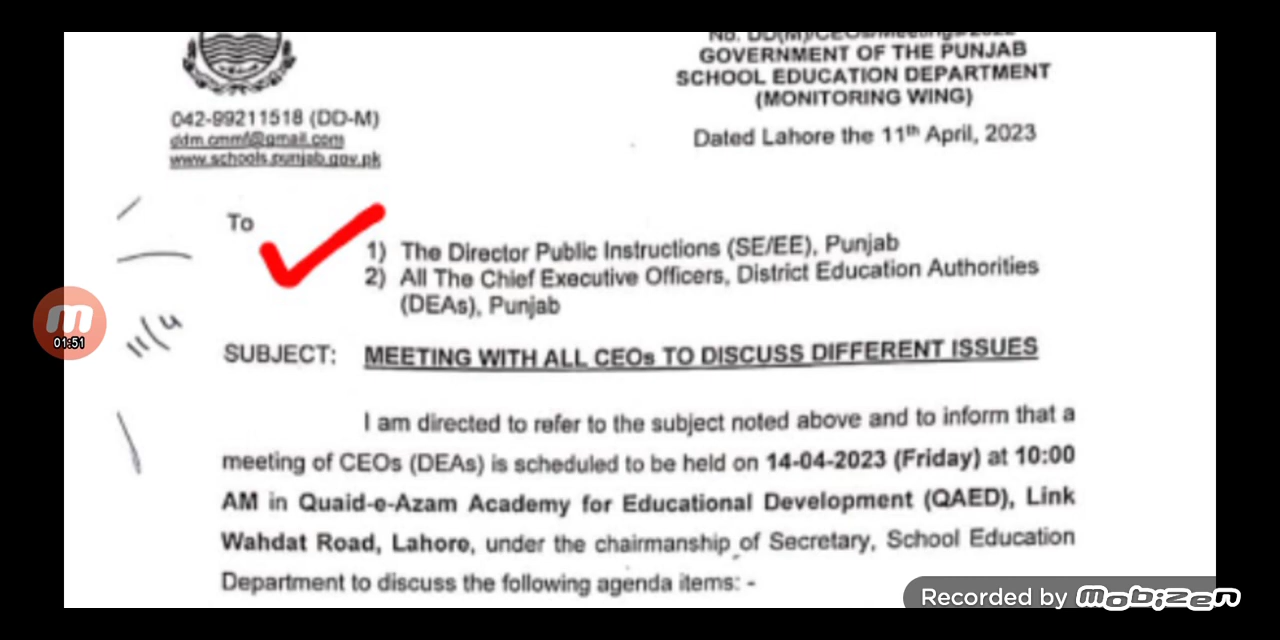 GOVERNMENT OF THE PUNJAB
SCHOOL EDUCATION DEPARTMENT
(MONITORING WING)
042-99211518 (DD-M)
ddm.cmmf@gmail.com
www.schools.punjab.gov.pk
Dated Lahore the 11th April, 2023
To
1) The Director Public Instructions (SE/EE), Punjab
2) All The Chief Executive Officers, District Education Authorities
(DEAs), Punjab
01:51
11/4
SUBJECT: MEETING WITH ALL CEOs TO DISCUSS DIFFERENT ISSUES
I am directed to refer to the subject noted above and to inform that a
meeting of CEOs (DEAs) is scheduled to be held on 14-04-2023 (Friday) at 10:00
AM in Quaid-e-Azam Academy for Educational Development (QAED), Link
Wahdat Road, Lahore, under the chairmanship of Secretary, School Education
Department to discuss the following agenda items: -
Recorded by mobizen